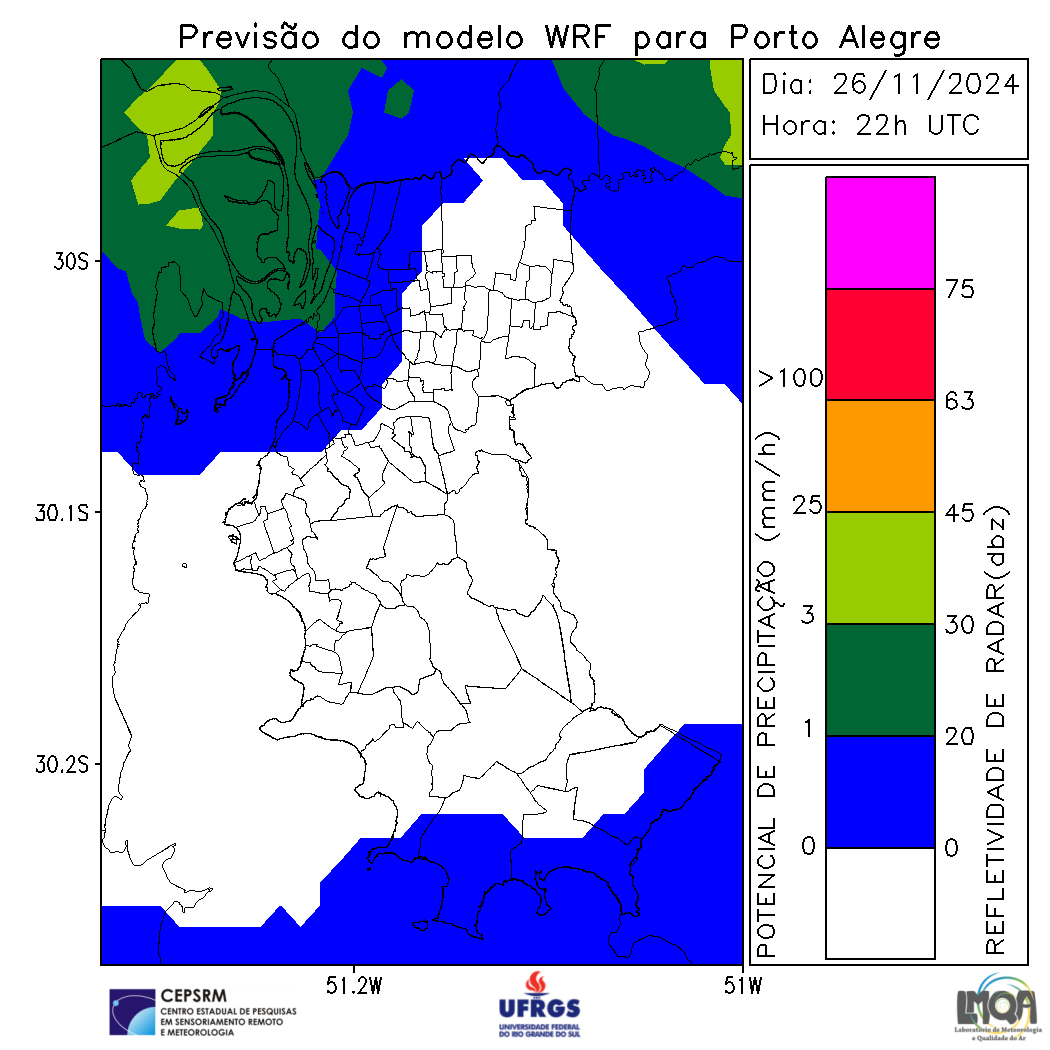 Previsão do modelo WRF para Porto Alegre
Dia: 26/11/2024
Hora: 22h UTC
30S
30.1S
30.2S
51.2W
51W
POTENCIAL DE PRECIPITAÇÃO (mm/h)
>100
25
3
1
0
75
63
45
30
20
0
REFLETIVIDADE DE RADAR(dbz)
CEPSRM
CENTRO ESTADUAL DE PESQUISAS
EM SENSORIAMENTO REMOTO
E METEOROLOGIA
UFRGS
UNIVERSIDADE FEDERAL
DO RIO GRANDE DO SUL
LMQA
Laboratório de Meteorologia
e Qualidade do Ar